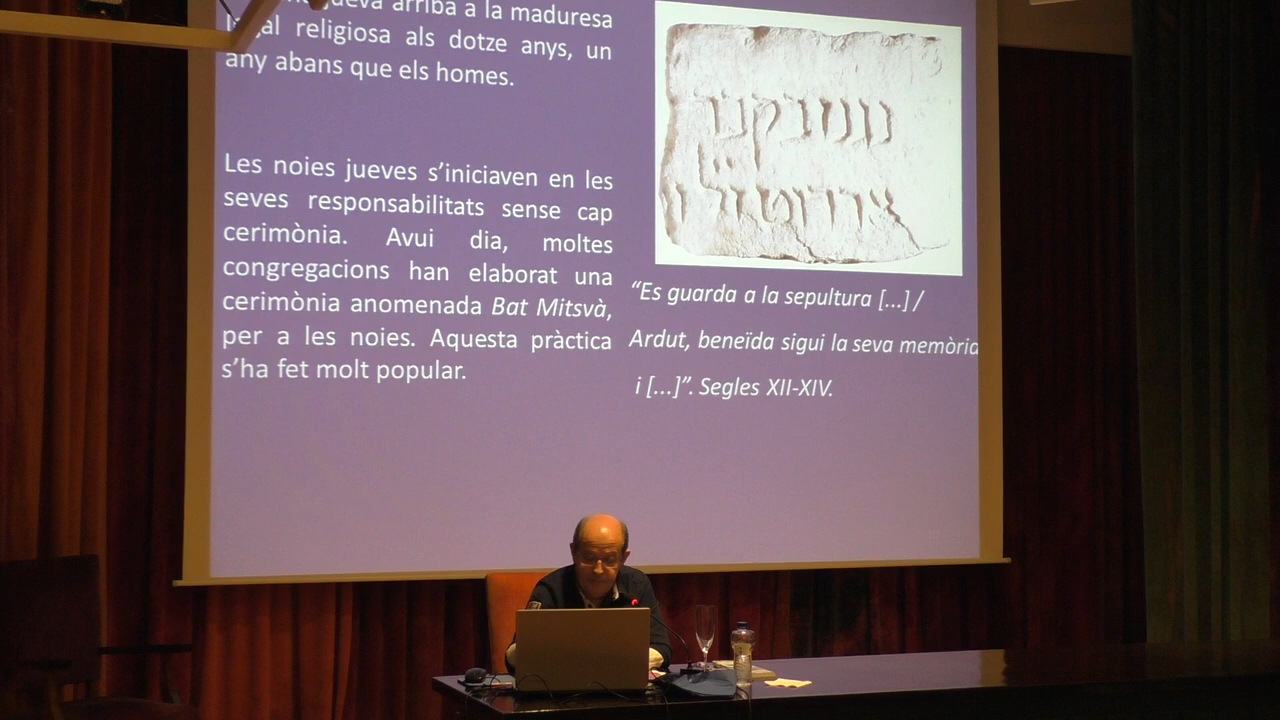 arriba a la maduresa
religiosa als dotze anys, un
any abans que els homes.
Les noies jueves s'iniciaven en les
seves responsabilitats sense cap
cerimònia. Avui dia, moltes
congregacions han elaborat una
cerimònia anomenada Bat Mitsvà,
per a les noies. Aquesta pràctica
s'ha fet molt popular.
“Es guarda a la sepultura [...] /
Ardut, beneïda sigui la seva memòria
i [...]”. Segles XII-XIV.